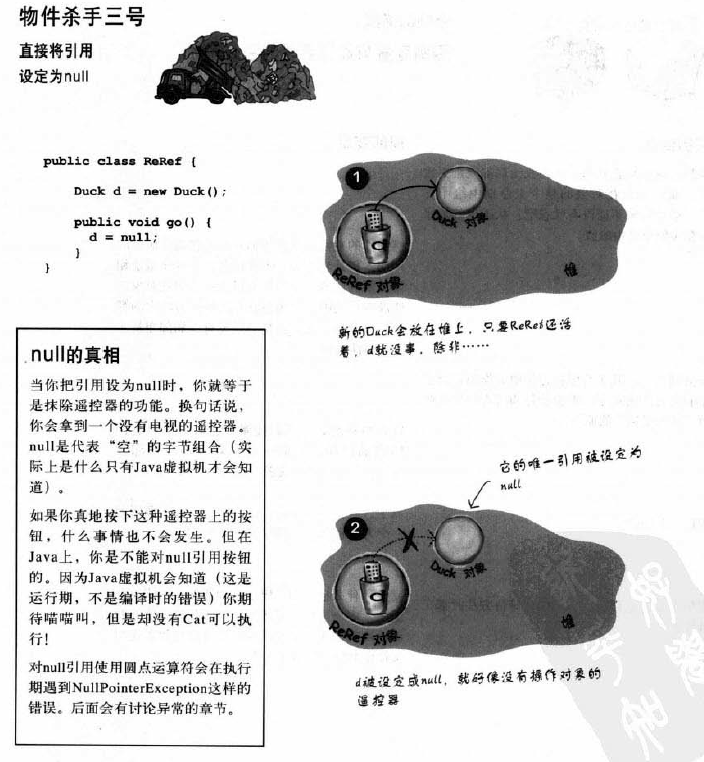 物件杀手三号
直接将引用
设定为null
public class ReRef {
Duck d = new Duck();
public void go() {
d = null;
}
}
1
Duck 对象
ReRef 对象
堆
新的Duck会放在堆上，只要ReRef还活
着，d就没事，除非……
null的真相
当你把引用设为null时，你就等于
是抹除遥控器的功能。换句话说，
你会拿到一个没有电视的遥控器。
null是代表“空”的字节组合（实
际上是什么只有Java虚拟机才会知
道）。
如果你真地按下这种遥控器上的按
钮，什么事情也不会发生。但在
Java上，你是不能对null引用按钮
的。因为Java虚拟机会知道（这是
运行期，不是编译时的错误）你期
待喵喵叫，但是却没有Cat可以执
行！
对null引用使用圆点运算符会在执行
期遇到NullPointerException这样的
错误。后面会有讨论异常的章节。
它的唯一引用被设定为
null
2
Duck 对象
ReRef 对象
堆
d被设定成null，就好像没有操作对象的
遥控器